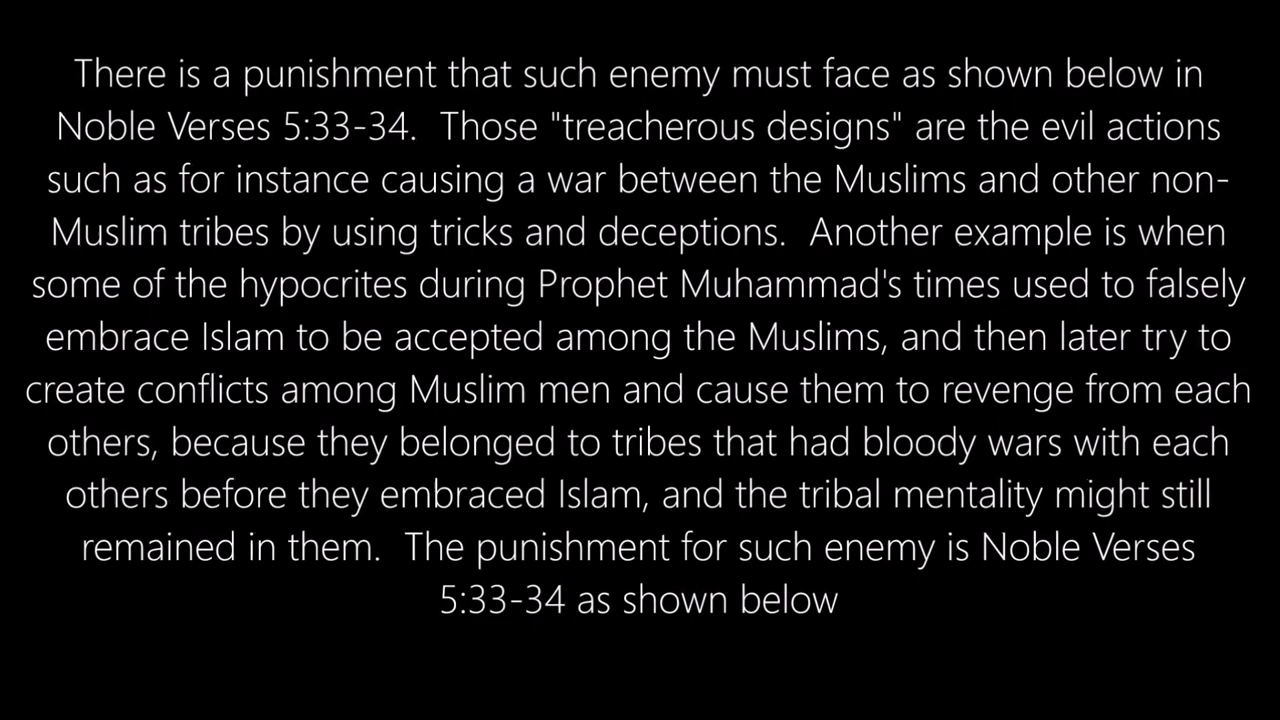 There is a punishment that such enemy must face as shown below in
Noble Verses 5:33-34.  Those "treacherous designs" are the evil actions
such as for instance causing a war between the Muslims and other non-
Muslim tribes by using tricks and deceptions.  Another example is when
some of the hypocrites during Prophet Muhammad's times used to falsely
embrace Islam to be accepted among the Muslims, and then later try to
create conflicts among Muslim men and cause them to revenge from each
others, because they belonged to tribes that had bloody wars with each
others before they embraced Islam, and the tribal mentality might still
remained in them.  The punishment for such enemy is Noble Verses
5:33-34 as shown below